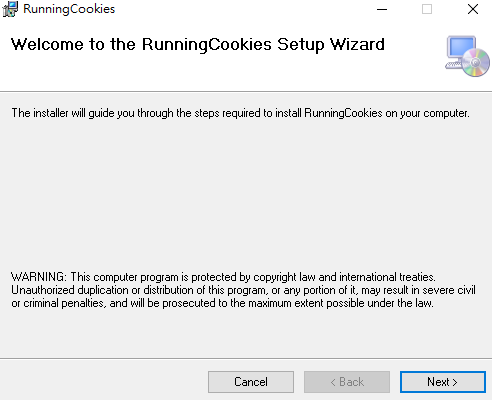 RunningCookies
Welcome to the RunningCookies Setup Wizard
The installer will guide you through the steps required to install RunningCookies on your computer.
WARNING: This computer program is protected by copyright law and international treaties.
Unauthorized duplication or distribution of this program, or any portion of it, may result in severe civil
or criminal penalties, and will be prosecuted to the maximum extent possible under the law.
Cancel
< Back
Next >